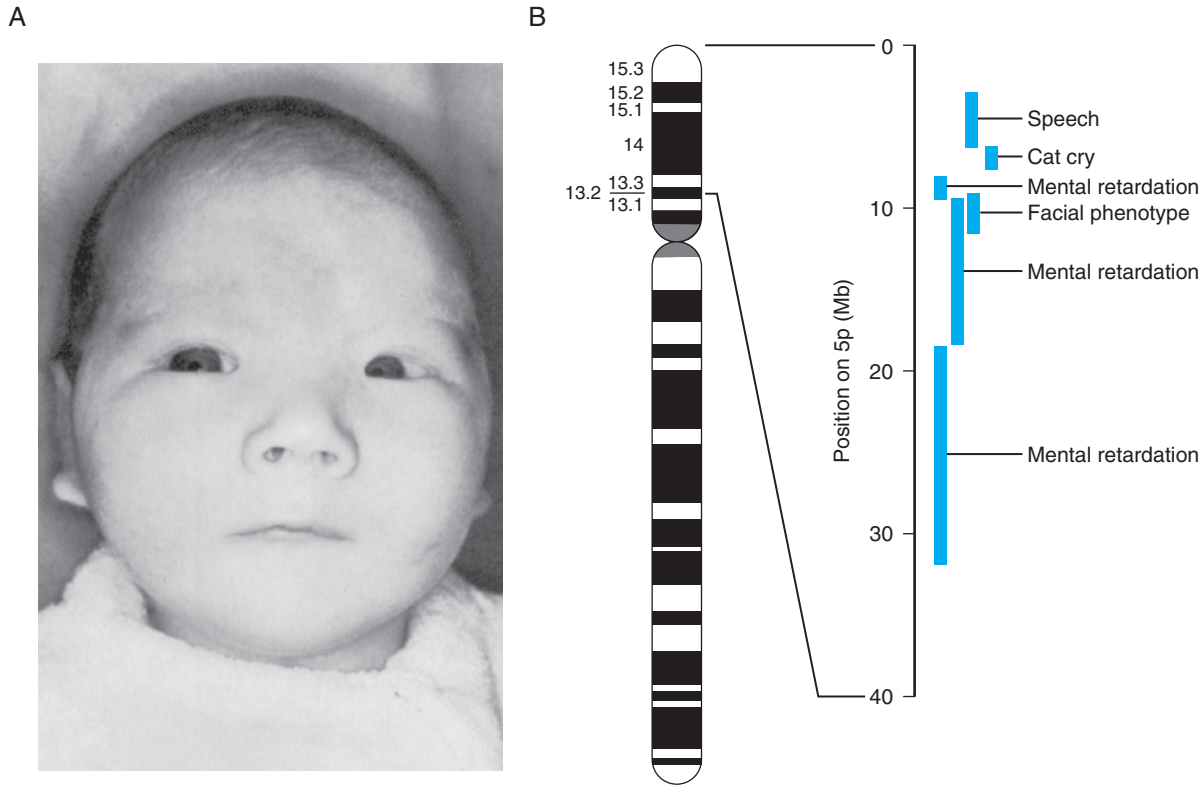 A
B
15.3
15.2
15.1
14
13.3
13.2
13.1
Position on 5p (Mb)
0
10
20
30
40
Speech
Cat cry
Mental retardation
Facial phenotype
Mental retardation
Mental retardation